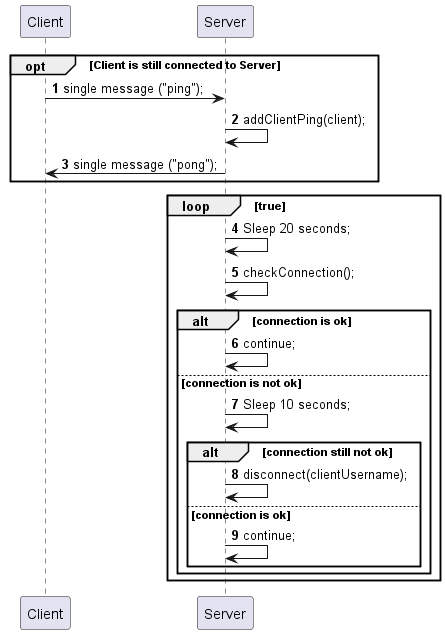 Client Server
opt [Client is still connected to Server]
1 single message ("ping");
2 addClientPing(client);
3 single message ("pong");
loop [true]
4 Sleep 20 seconds;
5 checkConnection();
alt [connection is ok]
6 continue;
[connection is not ok]
7 Sleep 10 seconds;
alt [connection still not ok]
8 disconnect(clientUsername);
[connection is ok]
9 continue;
Client Server